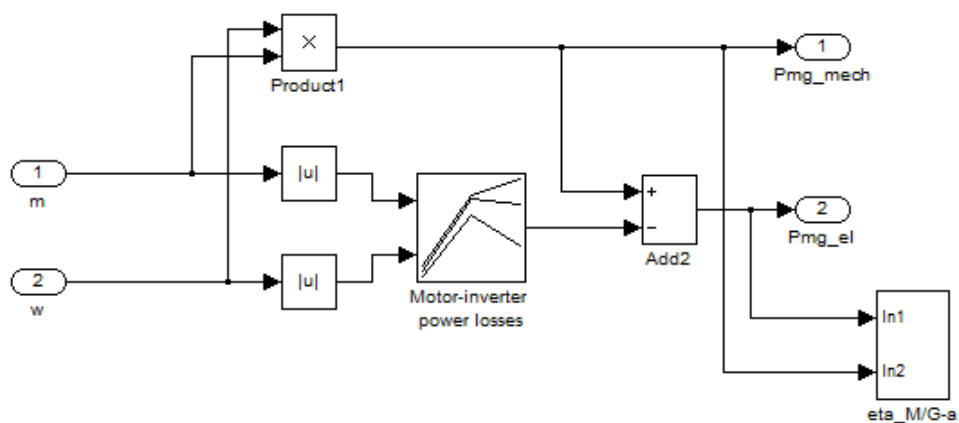 ×
Product1
1
Pmg_mech
1
m
|u|
2
w
|u|
Motor-inverter
power losses
+
−
Add2
2
Pmg_el
In1
In2
eta_M/G-a